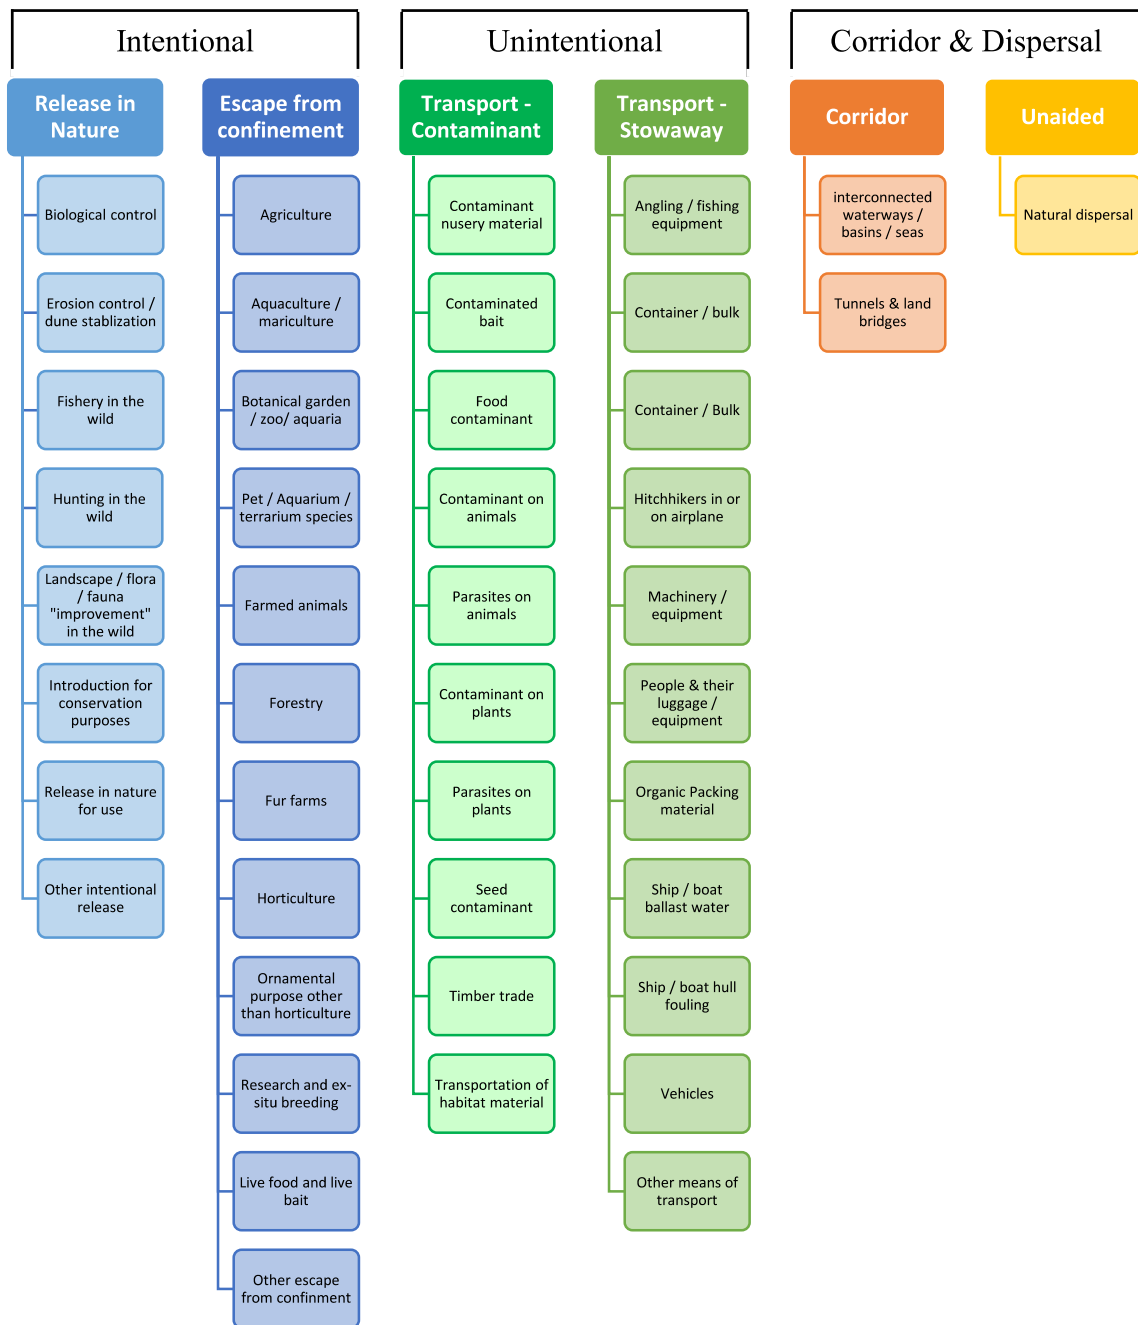 Intentional
Unintentional
Corridor & Dispersal
Release in
Nature
Biological control
Erosion control /
dune stablization
Fishery in the
wild
Hunting in the
wild
Landscape / flora
/ fauna
"improvement"
in the wild
Introduction for
conservation
purposes
Release in nature
for use
Other intentional
release
Escape from
confinement
Agriculture
Aquaculture /
mariculture
Botanical garden
/ zoo/ aquaria
Pet / Aquarium /
terrarium species
Farmed animals
Forestry
Fur farms
Horticulture
Ornamental
purpose other
than horticulture
Research and ex-
situ breeding
Live food and live
bait
Other escape
from confinment
Transport -
Contaminant
Contaminant
nusery material
Contaminated
bait
Food
contaminant
Contaminant on
animals
Parasites on
animals
Contaminant on
plants
Parasites on
plants
Seed
contaminant
Timber trade
Transportation of
habitat material
Transport -
Stowaway
Angling / fishing
equipment
Container / bulk
Container / Bulk
Hitchhikers in or
on airplane
Machinery /
equipment
People & their
luggage /
equipment
Organic Packing
material
Ship / boat
ballast water
Ship / boat hull
fouling
Vehicles
Other means of
transport
Corridor
interconnected
waterways /
basins / seas
Tunnels & land
bridges
Unaided
Natural dispersal